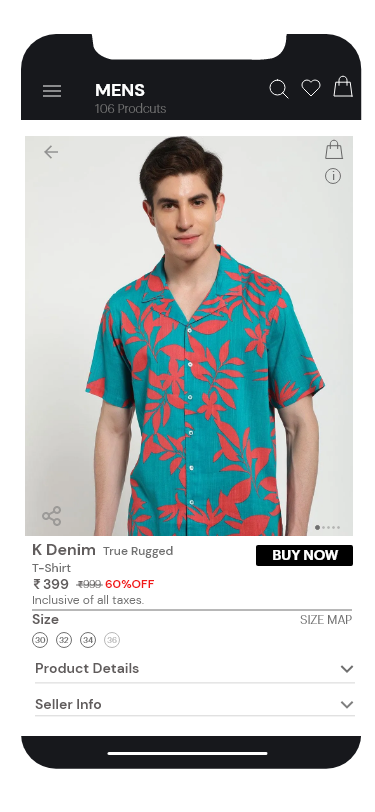 MENS
106 Prodcuts
K Denim True Rugged
BUY NOW
T-Shirt
₹399 ₹999 60%OFF
Inclusive of all taxes.
Size SIZE MAP
30 32 34 36
Product Details
Seller Info